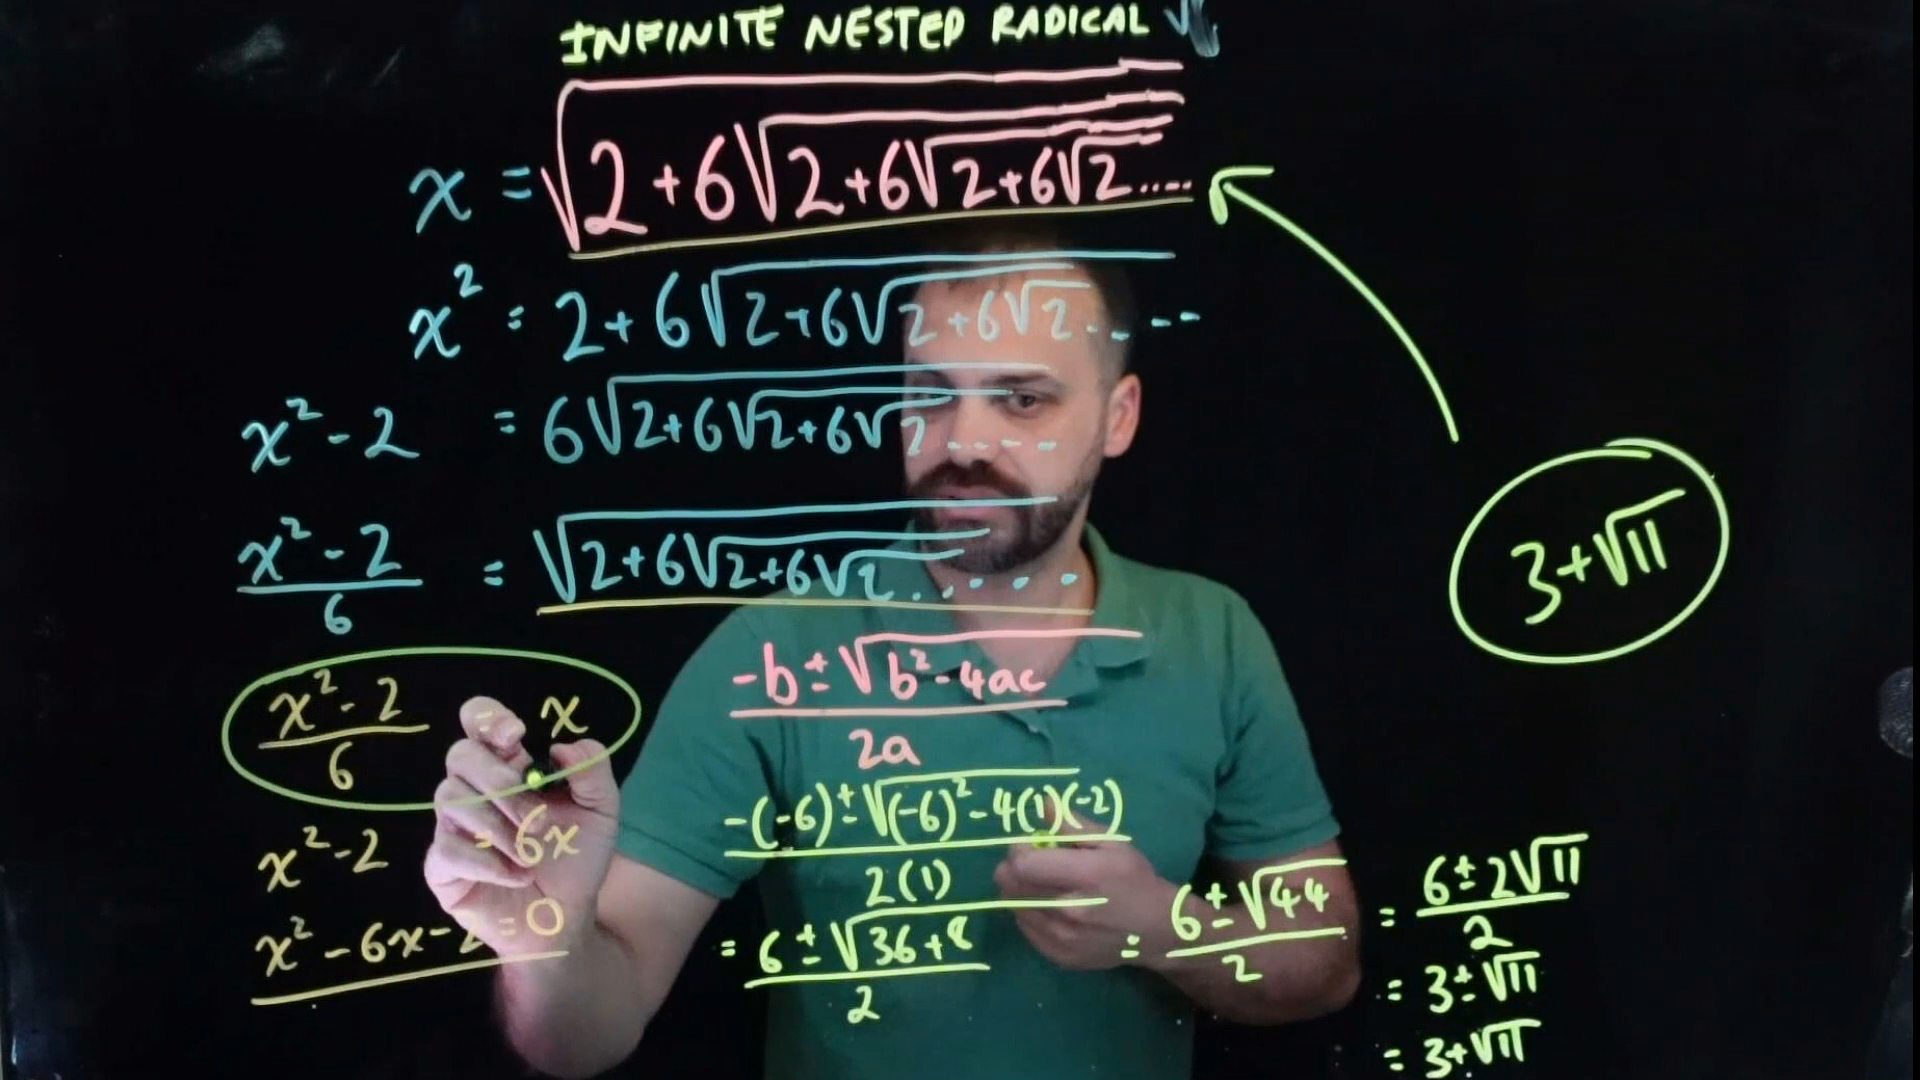 INFINITE NESTED RADICAL √
x = √2+6√2+6√2+6√2....
x² = 2+6√2+6√2+6√2....
x²-2 = 6√2+6√2+6√2....
x²-2/6 = √2+6√2+6√2.....
3+√11
x²-2/6 = x
-b±√b²-4ac/2a
x²-2 = 6x
-(-6)±√(-6)²-4(1)(-2)/2(1)
x²-6x-2=0
= 6±√36+8/2 = 6±√44/2 = 6±2√11/2
= 3±√11
= 3+√11